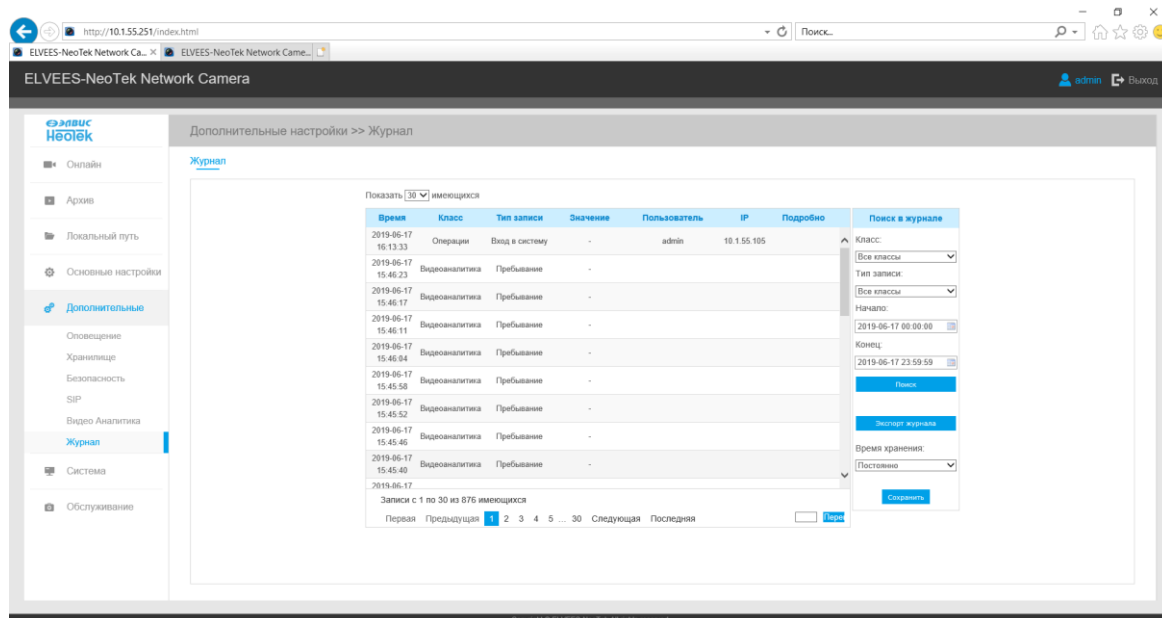 http://10.1.55.251/index.html
Поиск...
ELVEES-NeoTek Network Ca...
ELVEES-NeoTek Network Came...
ELVEES-NeoTek Network Camera
admin
Выход
элвис
Неотек
Дополнительные настройки >> Журнал
Онлайн
Архив
Локальный путь
Основные настройки
Дополнительные
Оповещение
Хранилище
Безопасность
SIP
Видео Аналитика
Журнал
Система
Обслуживание
Журнал
Показать 30 имеющихся
Время Класс Тип записи Значение Пользователь IP Подробно
2019-06-17 16:13:33 Операции Вход в систему - admin 10.1.55.105
2019-06-17 15:46:23 Видеоаналитика Пребывание -
2019-06-17 15:46:17 Видеоаналитика Пребывание -
2019-06-17 15:46:11 Видеоаналитика Пребывание -
2019-06-17 15:46:04 Видеоаналитика Пребывание -
2019-06-17 15:45:58 Видеоаналитика Пребывание -
2019-06-17 15:45:52 Видеоаналитика Пребывание -
2019-06-17 15:45:46 Видеоаналитика Пребывание -
2019-06-17 15:45:40 Видеоаналитика Пребывание -
2019-06-17
Записи с 1 по 30 из 876 имеющихся
Первая Предыдущая 1 2 3 4 5 ... 30 Следующая Последняя
Поиск в журнале
Класс:
Все классы
Тип записи:
Все классы
Начало:
2019-06-17 00:00:00
Конец:
2019-06-17 23:59:59
Поиск
Экспорт журнала
Время хранения:
Постоянно
Сохранить